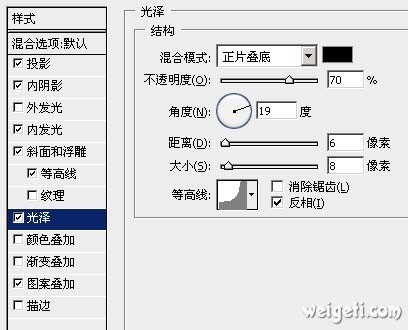 样式
混合选项:默认
投影
内阴影
外发光
内发光
斜面和浮雕
等高线
纹理
光泽
颜色叠加
渐变叠加
图案叠加
描边
光泽
结构
混合模式: 正片叠底
不透明度(O): 70 %
角度(N): 19 度
距离(D): 6 像素
大小(S): 8 像素
等高线: 消除锯齿(L)
反相(I)
weigeti.com